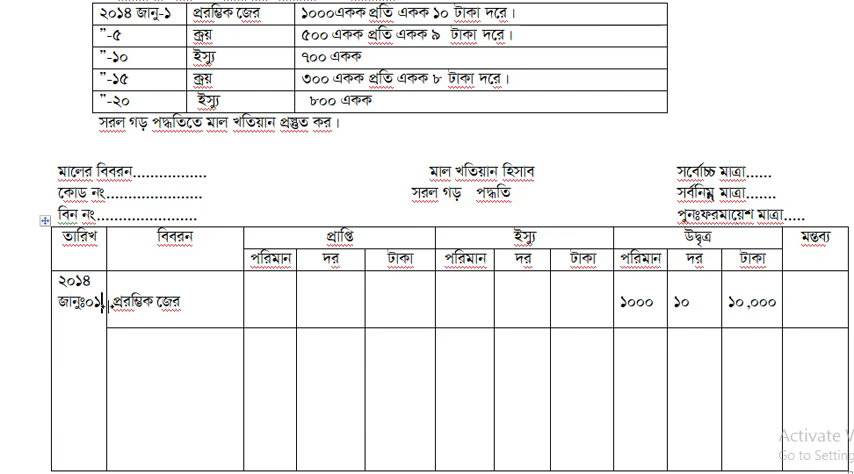 ২০১৪ জানু-১ প্ররম্ভিক জের ১০০০একক প্রতি একক ১০ টাকা দরে।
”-৫ ক্রয় ৫০০ একক প্রতি একক ৯ টাকা দরে।
”-১০ ইস্যু ৭০০ একক
”-১৫ ক্রয় ৩০০ একক প্রতি একক ৮ টাকা দরে।
”-২০ ইস্যু ৮০০ একক
সরল গড় পদ্ধতিতে মাল খতিয়ান প্রস্তুত কর।
মালের বিবরন................. মাল খতিয়ান হিসাব সর্বোচ্চ মাত্রা......
কোড নং...................... সরল গড় পদ্ধতি সর্বনিম্ন মাত্রা.......
বিন নং....................... পুনঃফরমায়েশ মাত্রা.....
তারিখ বিবরন প্রাপ্তি ইস্যু উদ্বৃত্ত মন্তব্য
পরিমান দর টাকা পরিমান দর টাকা পরিমান দর টাকা
২০১৪
জানুঃ০১ প্ররম্ভিক জের ১০০০ ১০ ১০,০০০
Activate
Go to Setting